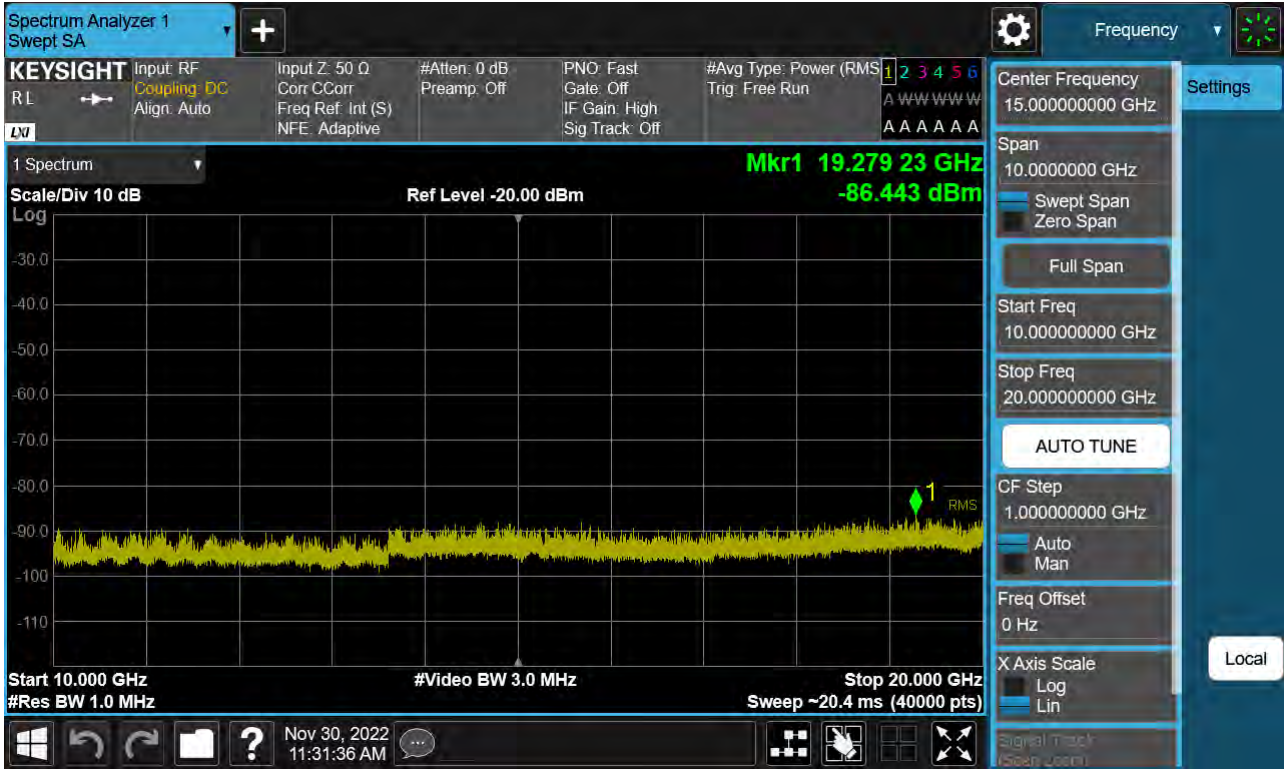 Spectrum Analyzer 1
Swept SA
Frequency
KEYSIGHT
R L
LXI
Input: RF
Coupling: DC
Align: Auto
Input Z: 50 Ω
Corr CCorr
Freq Ref: Int (S)
NFE: Adaptive
#Atten: 0 dB
Preamp: Off
PNO: Fast
Gate: Off
IF Gain: High
Sig Track: Off
#Avg Type: Power (RMS
Trig: Free Run
1 2 3 4 5 6
A W W W W W
A A A A A A
1 Spectrum
Mkr1 19.279 23 GHz
-86.443 dBm
Scale/Div 10 dB
Ref Level -20.00 dBm
Log
-30.0
-40.0
-50.0
-60.0
-70.0
-80.0
-90.0
-100
-110
1
RMS
Start 10.000 GHz
#Res BW 1.0 MHz
#Video BW 3.0 MHz
Stop 20.000 GHz
Sweep ~20.4 ms (40000 pts)
Center Frequency
15.000000000 GHz
Span
10.0000000 GHz
Swept Span
Zero Span
Full Span
Start Freq
10.000000000 GHz
Stop Freq
20.000000000 GHz
AUTO TUNE
CF Step
1.000000000 GHz
Auto
Man
Freq Offset
0 Hz
X Axis Scale
Log
Lin
Signal Track
(Span Zoom)
Settings
Local
?
Nov 30, 2022
11:31:36 AM